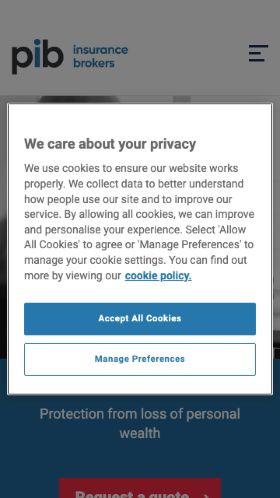 pib insurance
brokers
We care about your privacy
We use cookies to ensure our website works
properly. We collect data to better understand
how people use our site and to improve our
service. By allowing all cookies, we can improve
and personalise your experience. Select 'Allow
All Cookies' to agree or 'Manage Preferences' to
manage your cookie settings. You can find out
more by viewing our cookie policy.
Accept All Cookies
Manage Preferences
Protection from loss of personal
wealth
Request a quote